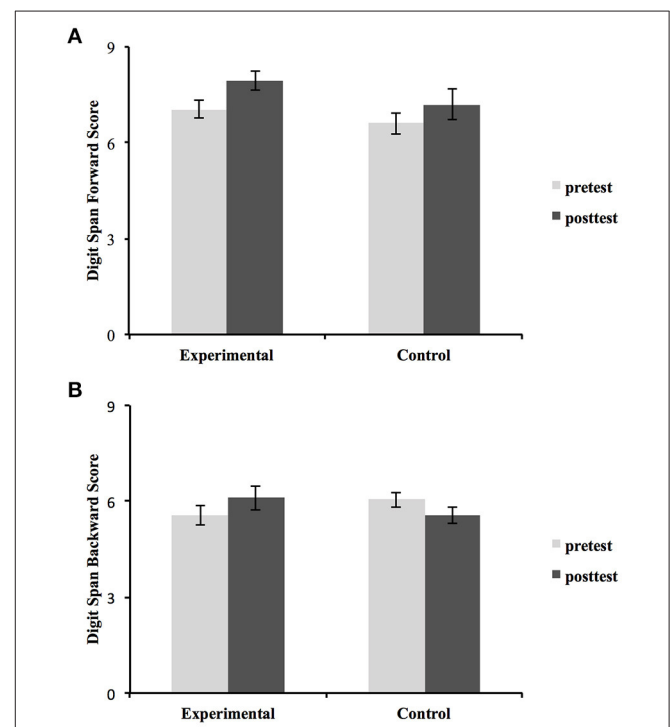 A
Digit Span Forward Score
9
6
3
0
Experimental Control
pretest
posttest
B
Digit Span Backward Score
9
6
3
0
Experimental Control
pretest
posttest